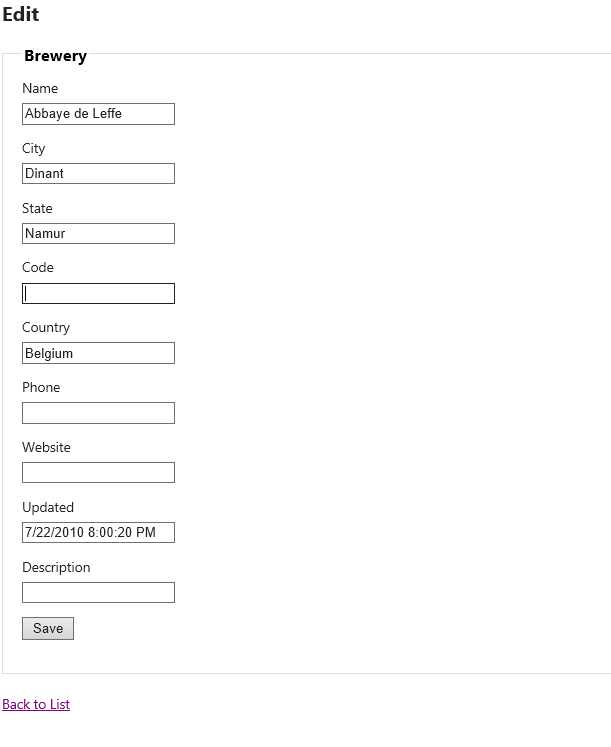 Edit
Brewery
Name
Abbaye de Leffe
City
Dinant
State
Namur
Code
Country
Belgium
Phone
Website
Updated
7/22/2010 8:00:20 PM
Description
Save
Back to List